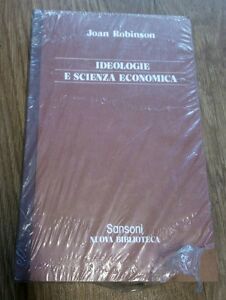 Joan Robinson
IDEOLOGIE
E SCIENZA ECONOMICA
Sansoni
NUOVA BIBLIOTECA